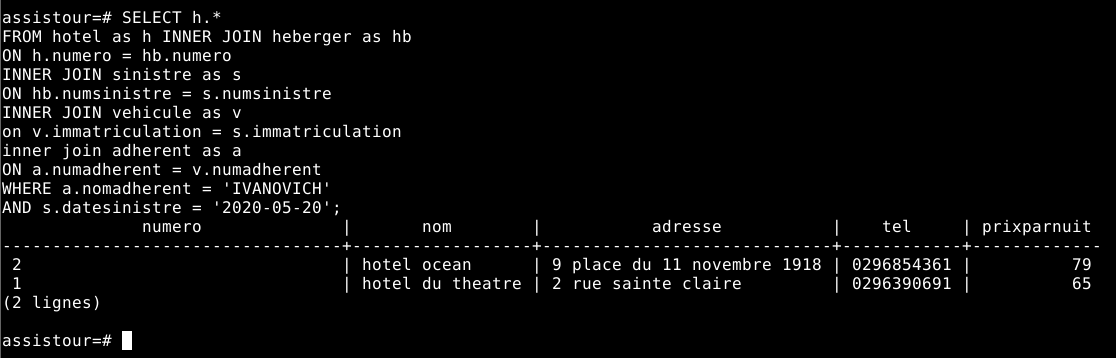 assistour=# SELECT h.*
FROM hotel as h INNER JOIN heberger as hb
ON h.numero = hb.numero
INNER JOIN sinistre as s
ON hb.numsinistre = s.numsinistre
INNER JOIN vehicule as v
on v.immatriculation = s.immatriculation
inner join adherent as a
ON a.numadherent = v.numadherent
WHERE a.nomadherent = 'IVANOVICH'
AND s.datesinistre = '2020-05-20';
              numero              |       nom        |           adresse           |    tel     | prixparnuit 
----------------------------------+------------------+-----------------------------+------------+-------------
 2                                | hotel ocean      | 9 place du 11 novembre 1918 | 0296854361 |          79
 1                                | hotel du theatre | 2 rue sainte claire         | 0296390691 |          65
(2 lignes)
assistour=#